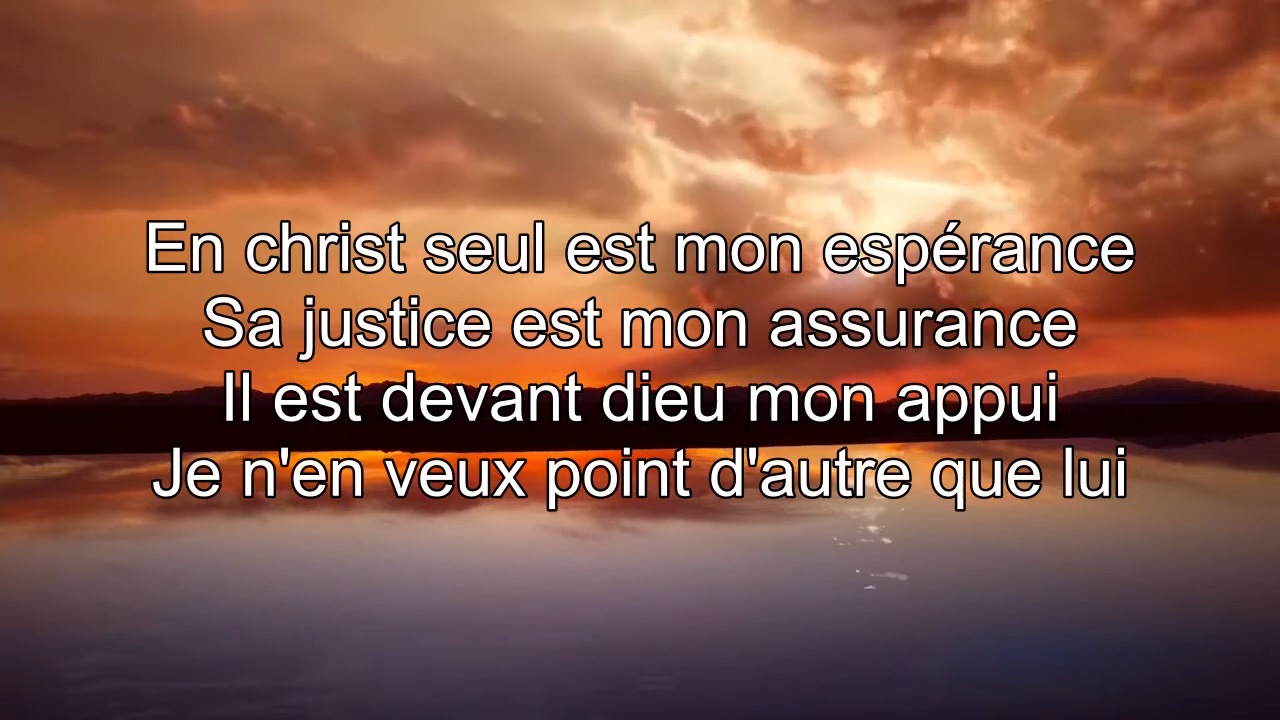 En christ seul est mon espérance
Sa justice est mon assurance
Il est devant dieu mon appui
Je n'en veux point d'autre que lui